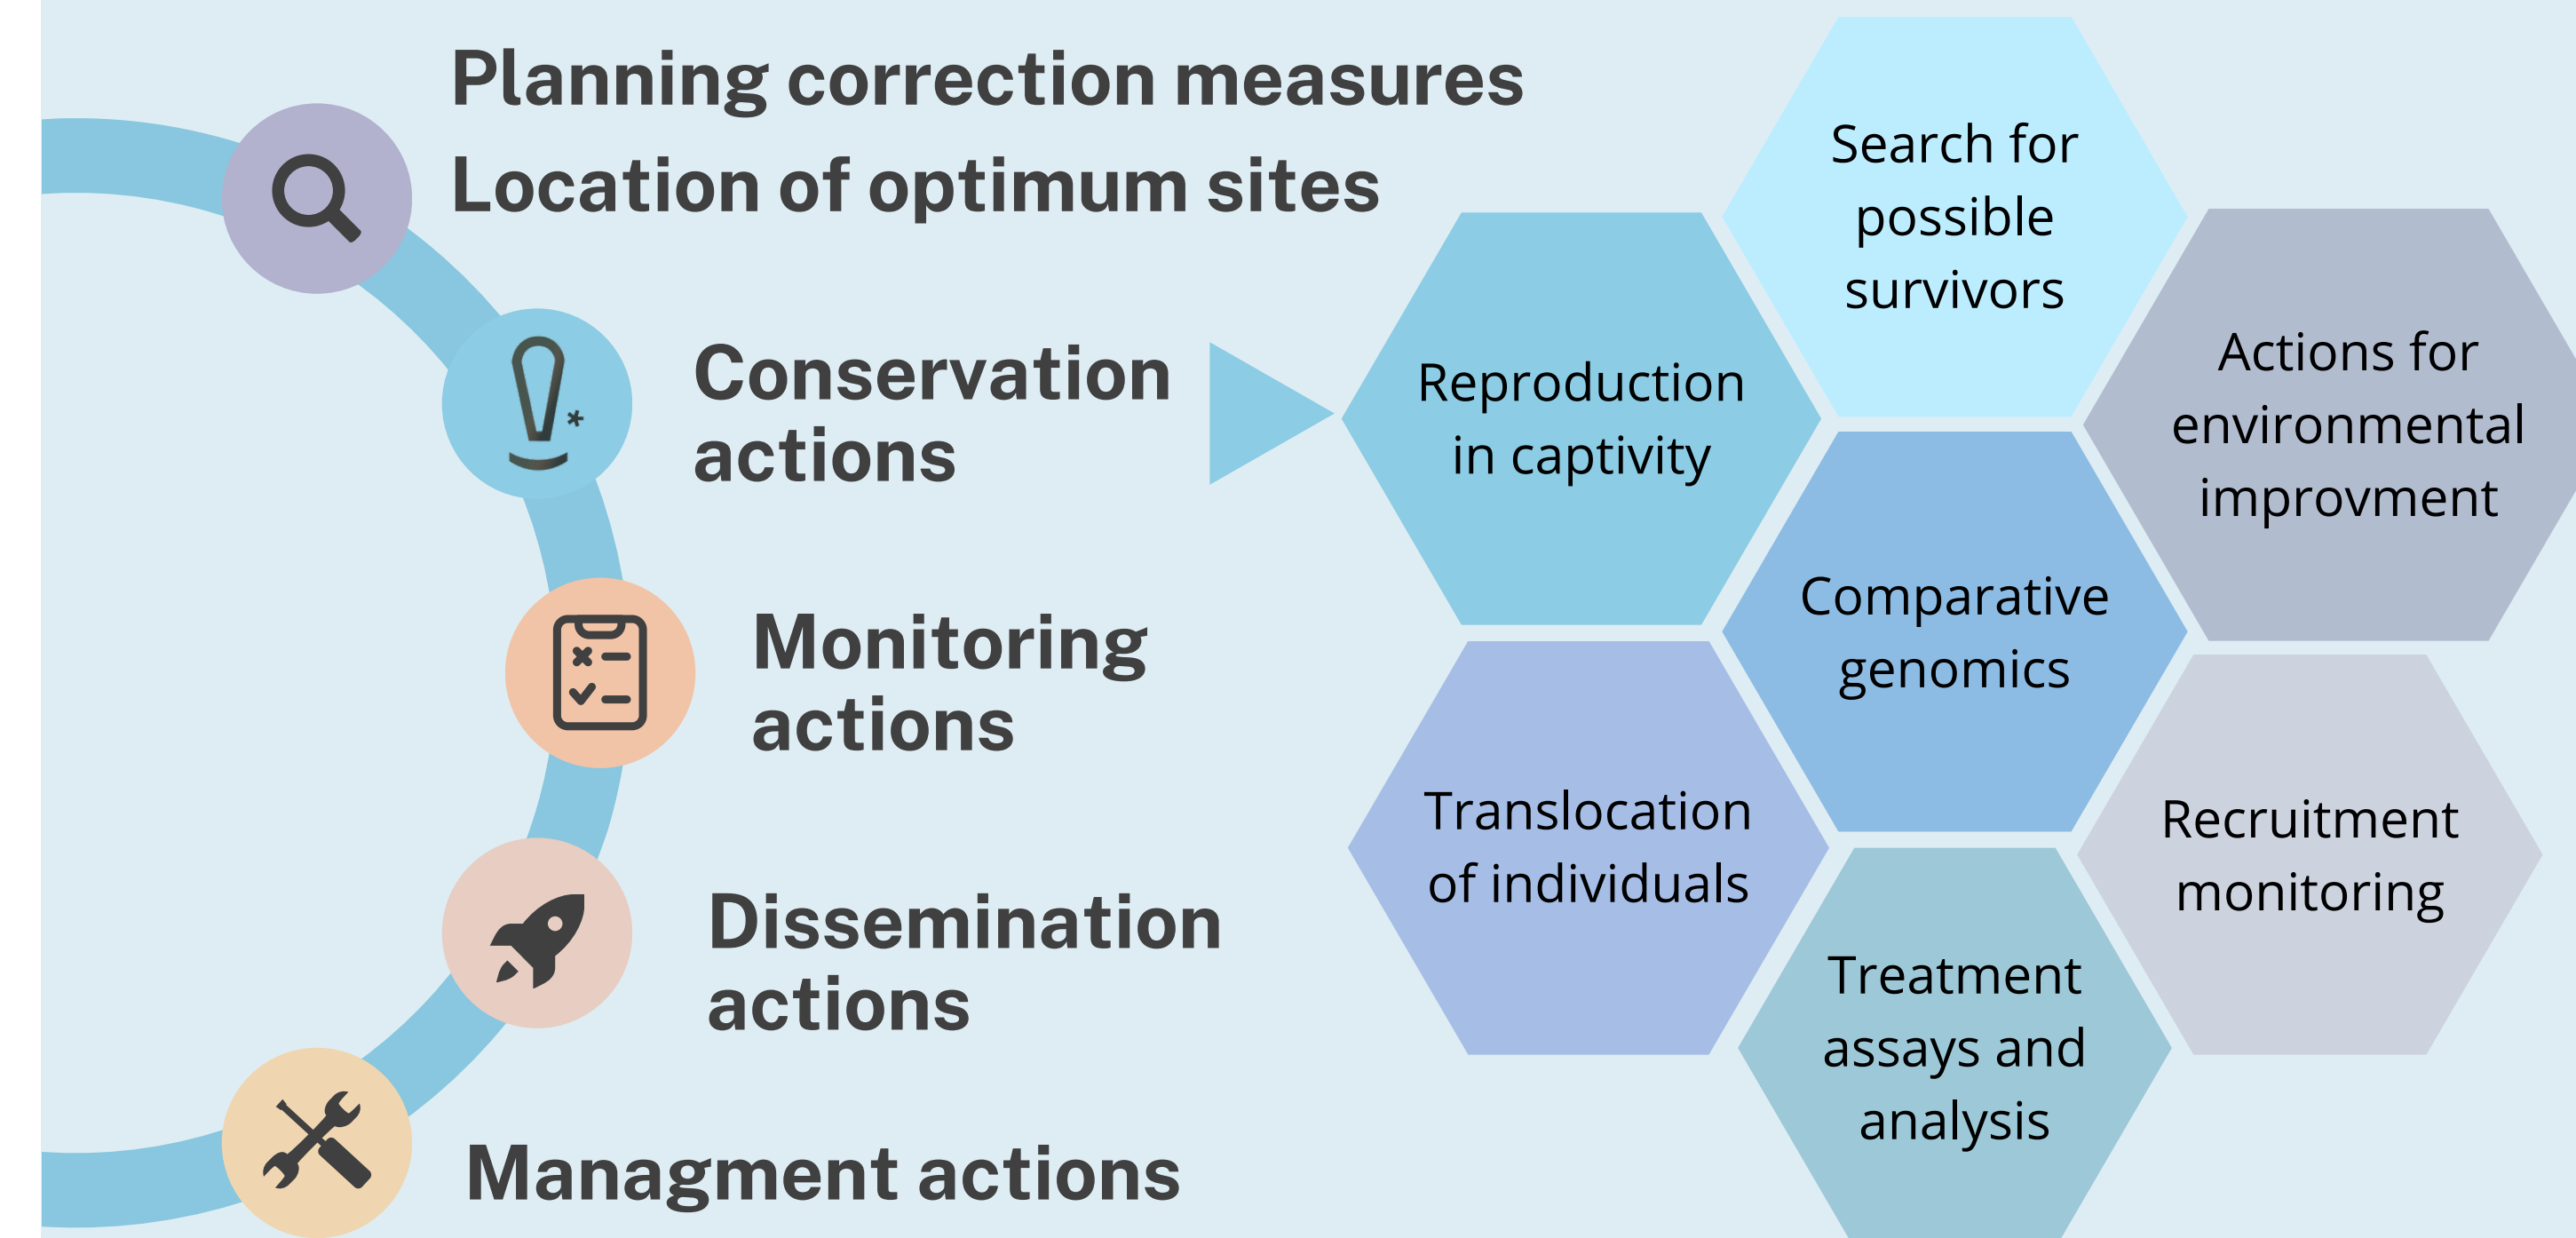 Planning correction measures
Location of optimum sites
Conservation
actions
Monitoring
actions
Dissemination
actions
Managment actions
Search for
possible
survivors
Reproduction
in captivity
Actions for
environmental
improvment
Comparative
genomics
Translocation
of individuals
Recruitment
monitoring
Treatment
assays and
analysis